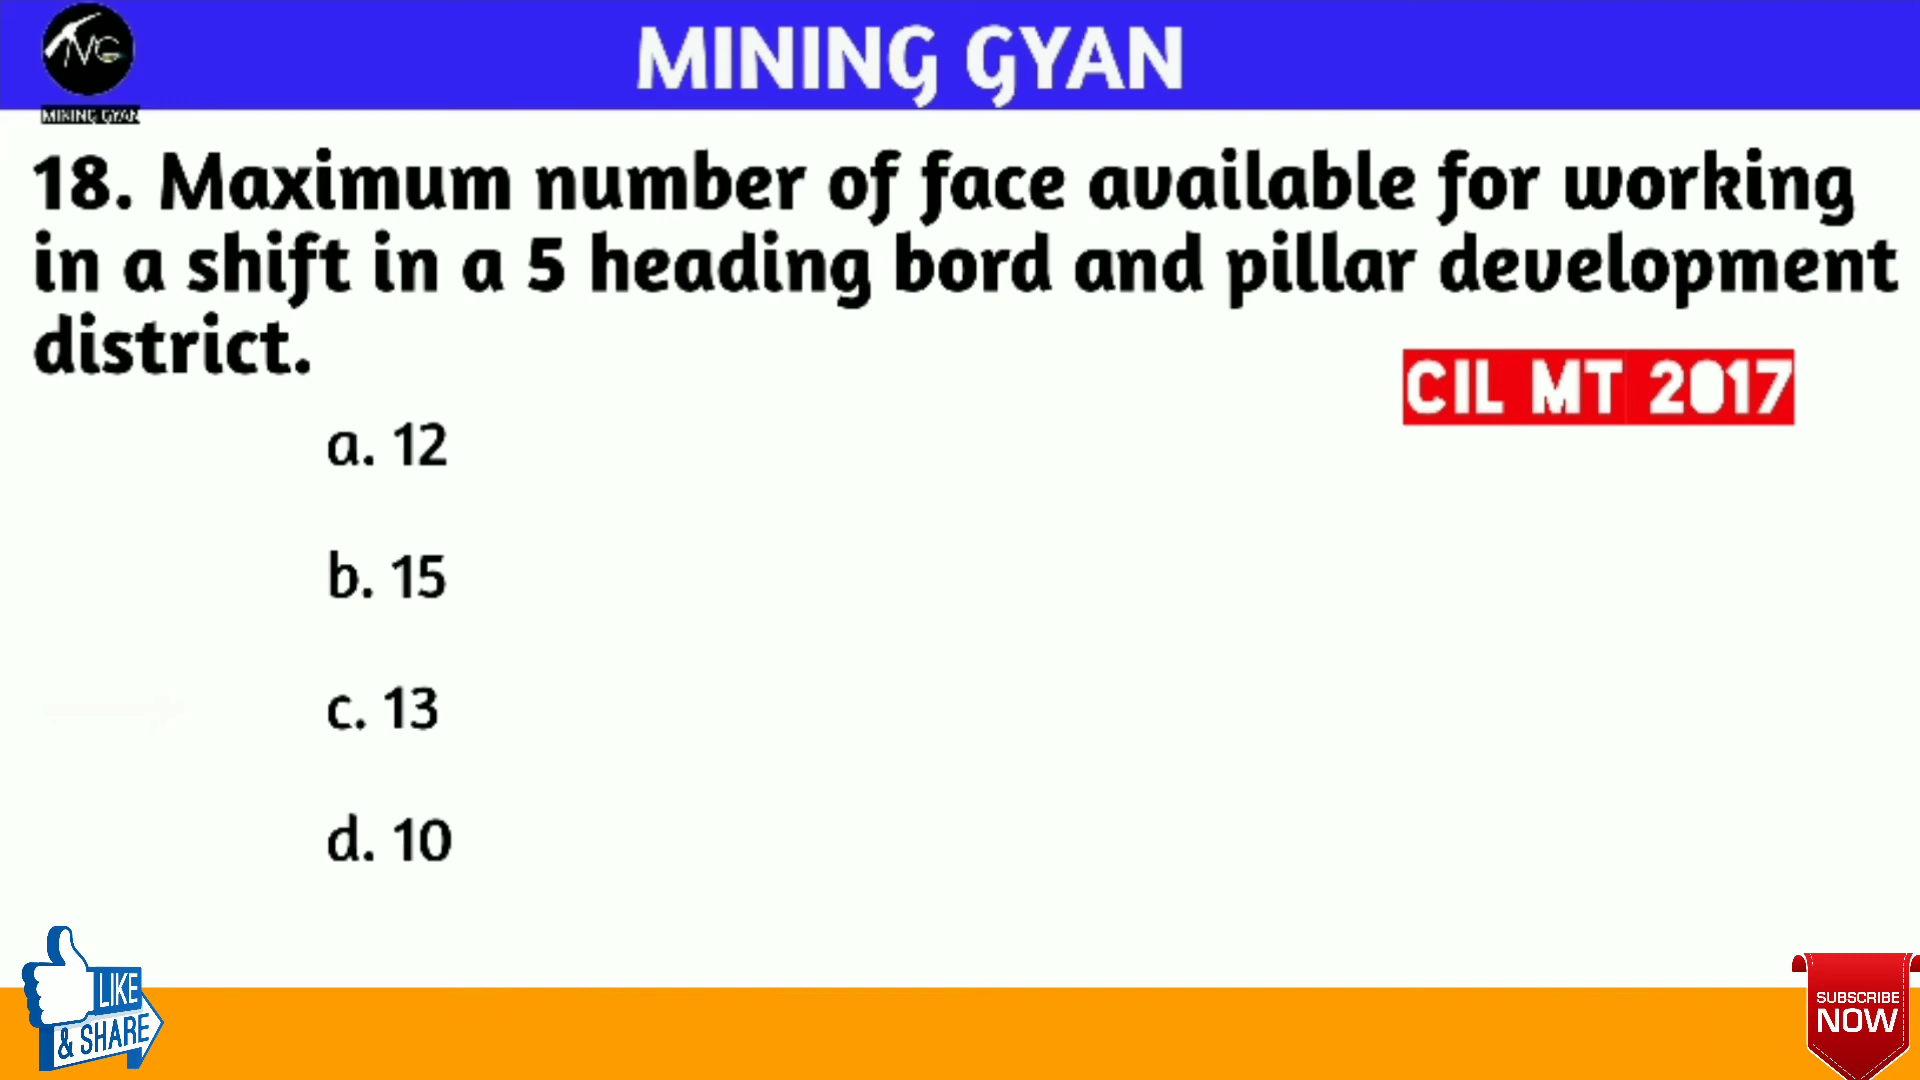 MINING GYAN
MG
MINING GYAN
18. Maximum number of face available for working
in a shift in a 5 heading bord and pillar development
district.
CIL MT 2017
a. 12
b. 15
c. 13
d. 10
LIKE
& SHARE
SUBSCRIBE
NOW